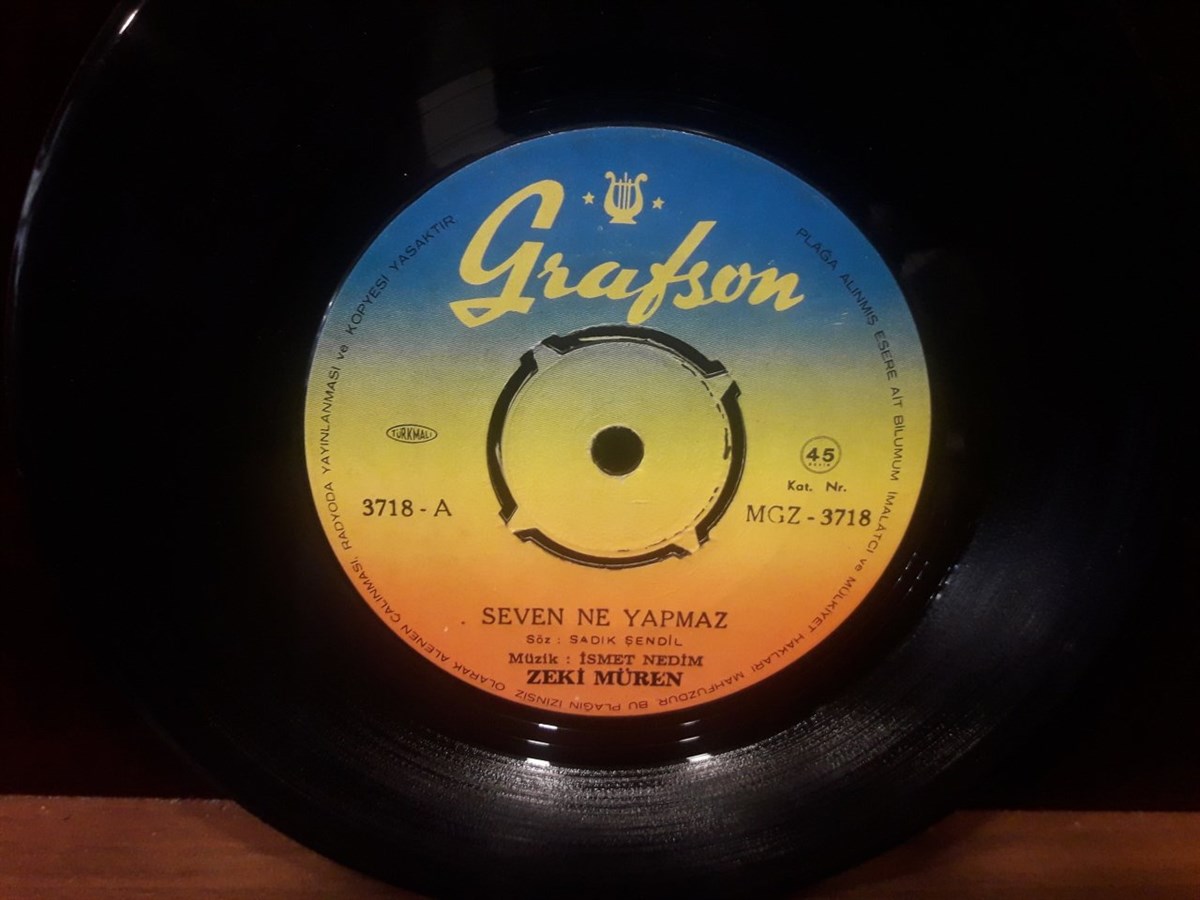 Grafson
PLAĞA ALINMIŞ ESERE AİT BİLUMUM İMALATCI ve MÜLKİYET HAKLARI MAHFUZDUR. BU PLAĞIN İZİNSİZ OLARAK ALENEN ÇALINMASI, RADYODA YAYINLANMASI ve KOPYESİ YASAKTIR
TÜRKMALI
45
Kat. Nr.
3718 - A
MGZ - 3718
SEVEN NE YAPMAZ
Söz : SADIK ŞENDİL
Müzik : İSMET NEDİM
ZEKİ MÜREN